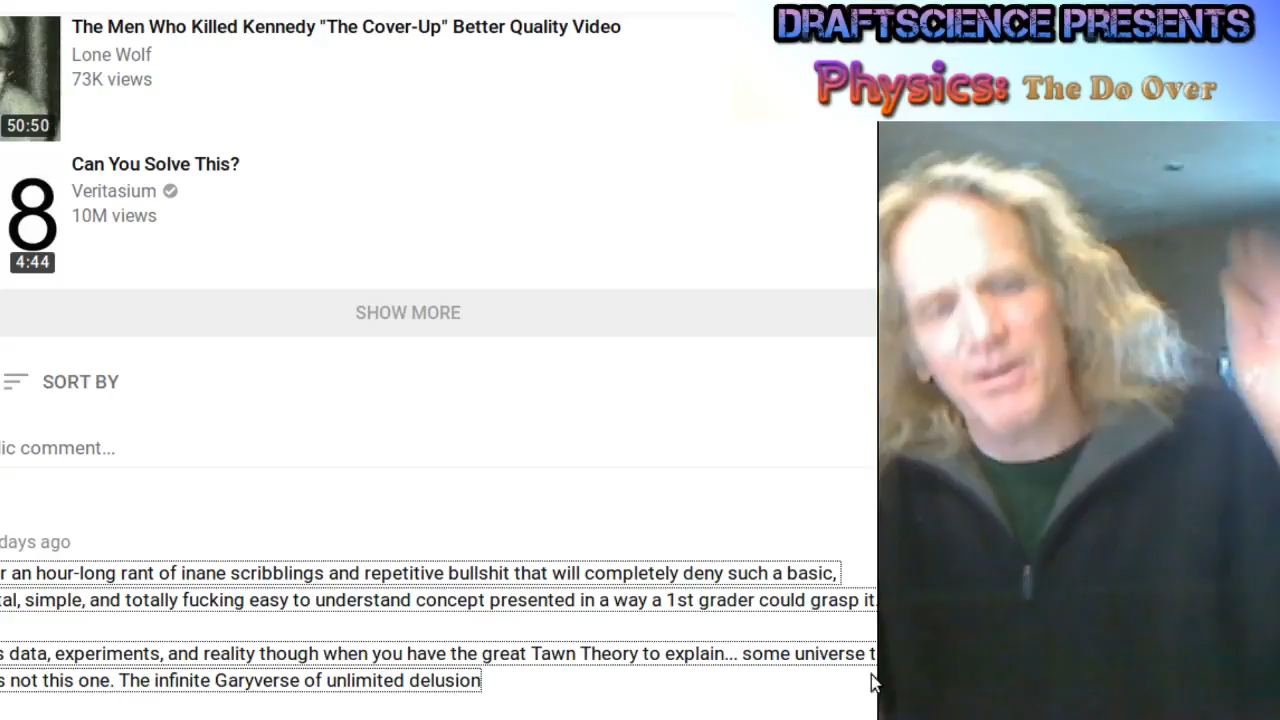 The Men Who Killed Kennedy "The Cover-Up" Better Quality Video
Lone Wolf
73K views
50:50
Can You Solve This?
Veritasium
10M views
8
4:44
SHOW MORE
SORT BY
lic comment...
days ago
r an hour-long rant of inane scribblings and repetitive bullshit that will completely deny such a basic,
tal, simple, and totally fucking easy to understand concept presented in a way a 1st grader could grasp it.
s data, experiments, and reality though when you have the great Tawn Theory to explain... some universe t
s not this one. The infinite Garyverse of unlimited delusion
DRAFTSCIENCE PRESENTS
Physics: The Do Over